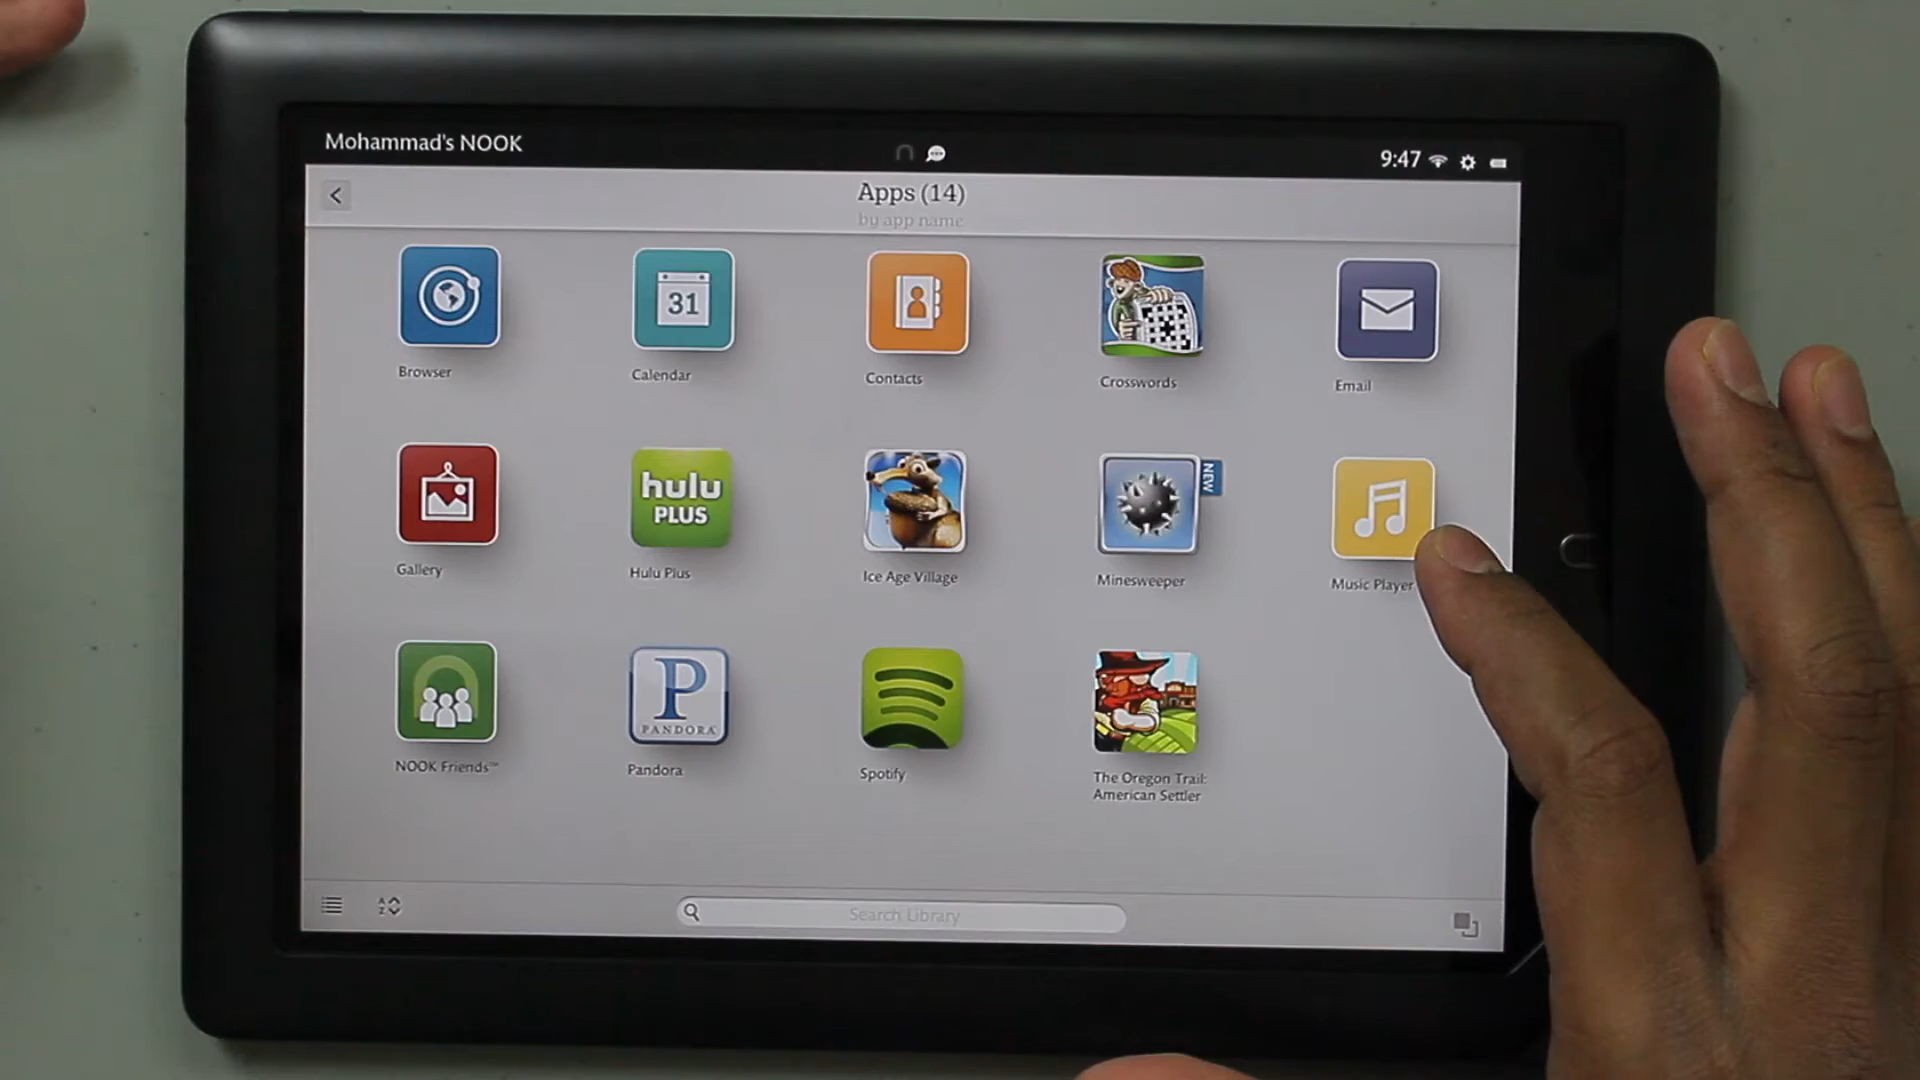 Mohammad's NOOK
9:47
Apps (14)
by app name
31
Browser
Calendar
Contacts
Crosswords
Email
hulu
PLUS
NEW
Gallery
Hulu Plus
Ice Age Village
Minesweeper
Music Player
P
PANDORA
NOOK Friends™
Pandora
Spotify
The Oregon Trail:
American Settler
A
Z
Search Library